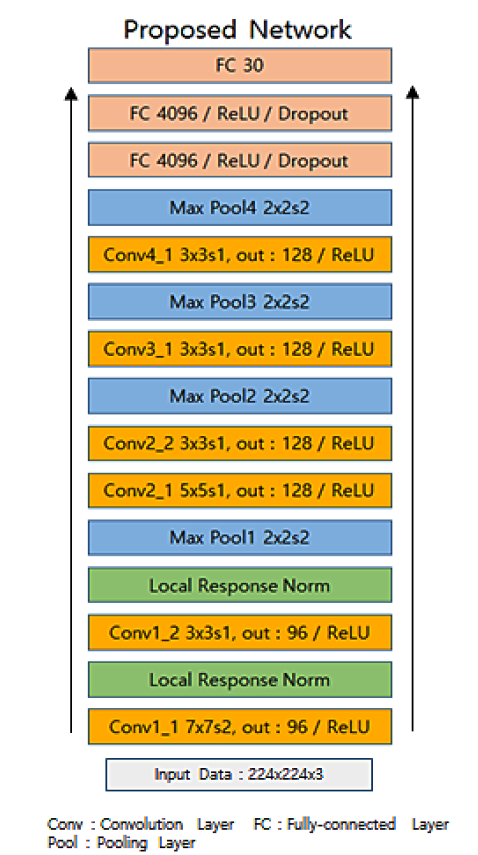 Proposed Network
FC 30
FC 4096 / ReLU / Dropout
FC 4096 / ReLU / Dropout
Max Pool4 2x2s2
Conv4_1 3x3s1, out : 128 / ReLU
Max Pool3 2x2s2
Conv3_1 3x3s1, out : 128 / ReLU
Max Pool2 2x2s2
Conv2_2 3x3s1, out : 128 / ReLU
Conv2_1 5x5s1, out : 128 / ReLU
Max Pool1 2x2s2
Local Response Norm
Conv1_2 3x3s1, out : 96 / ReLU
Local Response Norm
Conv1_1 7x7s2, out : 96 / ReLU
Input Data : 224x224x3
Conv : Convolution Layer FC : Fully-connected Layer
Pool : Pooling Layer